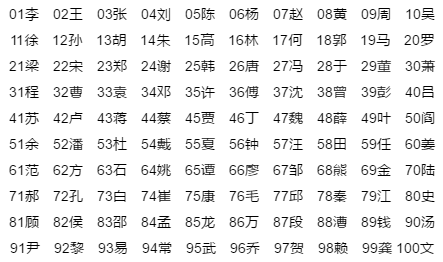 01李 02王 03张 04刘 05陈 06杨 07赵 08黄 09周 10吴
11徐 12孙 13胡 14朱 15高 16林 17何 18郭 19马 20罗
21梁 22宋 23郑 24谢 25韩 26唐 27冯 28于 29董 30萧
31程 32曹 33袁 34邓 35许 36傅 37沈 38曾 39彭 40吕
41苏 42卢 43蒋 44蔡 45贾 46丁 47魏 48薛 49叶 50阎
51余 52潘 53杜 54戴 55夏 56钟 57汪 58田 59任 60姜
61范 62方 63石 64姚 65谭 66廖 67邹 68熊 69金 70陆
71郝 72孔 73白 74崔 75康 76毛 77邱 78秦 79江 80史
81顾 82侯 83邵 84孟 85龙 86万 87段 88漕 89钱 90汤
91尹 92黎 93易 94常 95武 96乔 97贺 98赖 99龚 100文